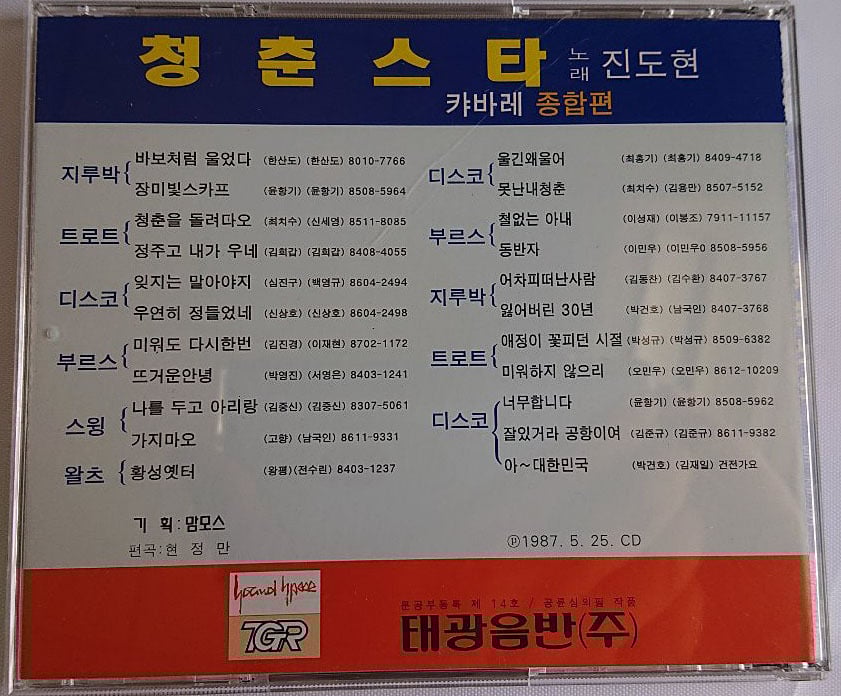 청춘스타 노래 진도현
캬바레 종합편
지루박
바보처럼 울었다 (한산도) (한산도) 8010-7766
장미빛스카프 (윤항기) (윤항기) 8508-5964
트로트
청춘을 돌려다오 (최치수) (신세영) 8511-8085
정주고 내가 우네 (김희갑) (김희갑) 8408-4055
디스코
잊지는 말아야지 (심진구) (백영규) 8604-2494
우연히 정들었네 (신상호) (신상호) 8604-2498
부르스
미워도 다시한번 (김진경) (이재현) 8702-1172
뜨거운안녕 (박영진) (서영은) 8403-1241
스윙
나를 두고 아리랑 (김중신) (김중신) 8307-5061
가지마오 (고향) (남국인) 8611-9331
왈츠
황성옛터 (왕평)(전수린) 8403-1237
기 획:맘모스
편곡:현 정 만
디스코
울긴왜울어 (최홍기) (최홍기) 8409-4718
못난내청춘 (최치수) (김용만) 8507-5152
부르스
철없는 아내 (이성재) (이봉조) 7911-11157
동반자 (이민우) (이민우0 8508-5956
지루박
어차피떠난사람 (김동찬) (김수환) 8407-3767
잃어버린 30년 (박건호) (남국인) 8407-3768
트로트
애정이 꽃피던 시절 (박성규) (박성규) 8509-6382
미워하지 않으리 (오민우) (오민우) 8612-10209
디스코
너무합니다 (윤항기) (윤항기) 8508-5962
잘있거라 공항이여 (김준규) (김준규) 8611-9382
아~대한민국 (박건호) (김재일) 건전가요
ⓟ1987. 5. 25. CD
TGR
문공부등록 제 14호 / 공륜심의필 작품
태광음반(주)